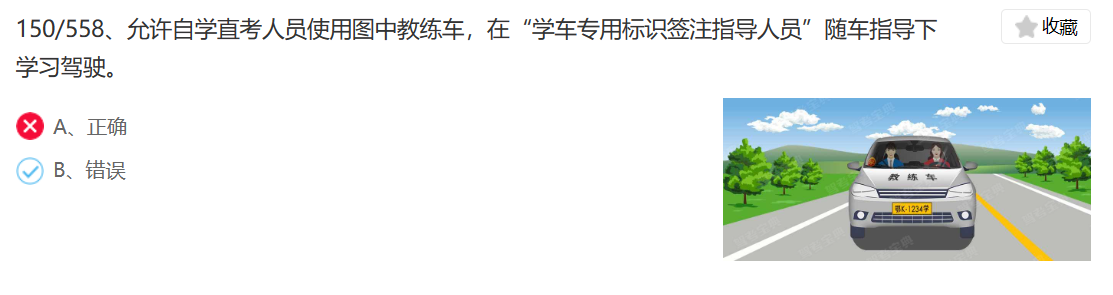 150/558、允许自学直考人员使用图中教练车，在“学车专用标识签注指导人员”随车指导下
学习驾驶。
收藏
A、正确
B、错误
教练车
鄂K·1234学